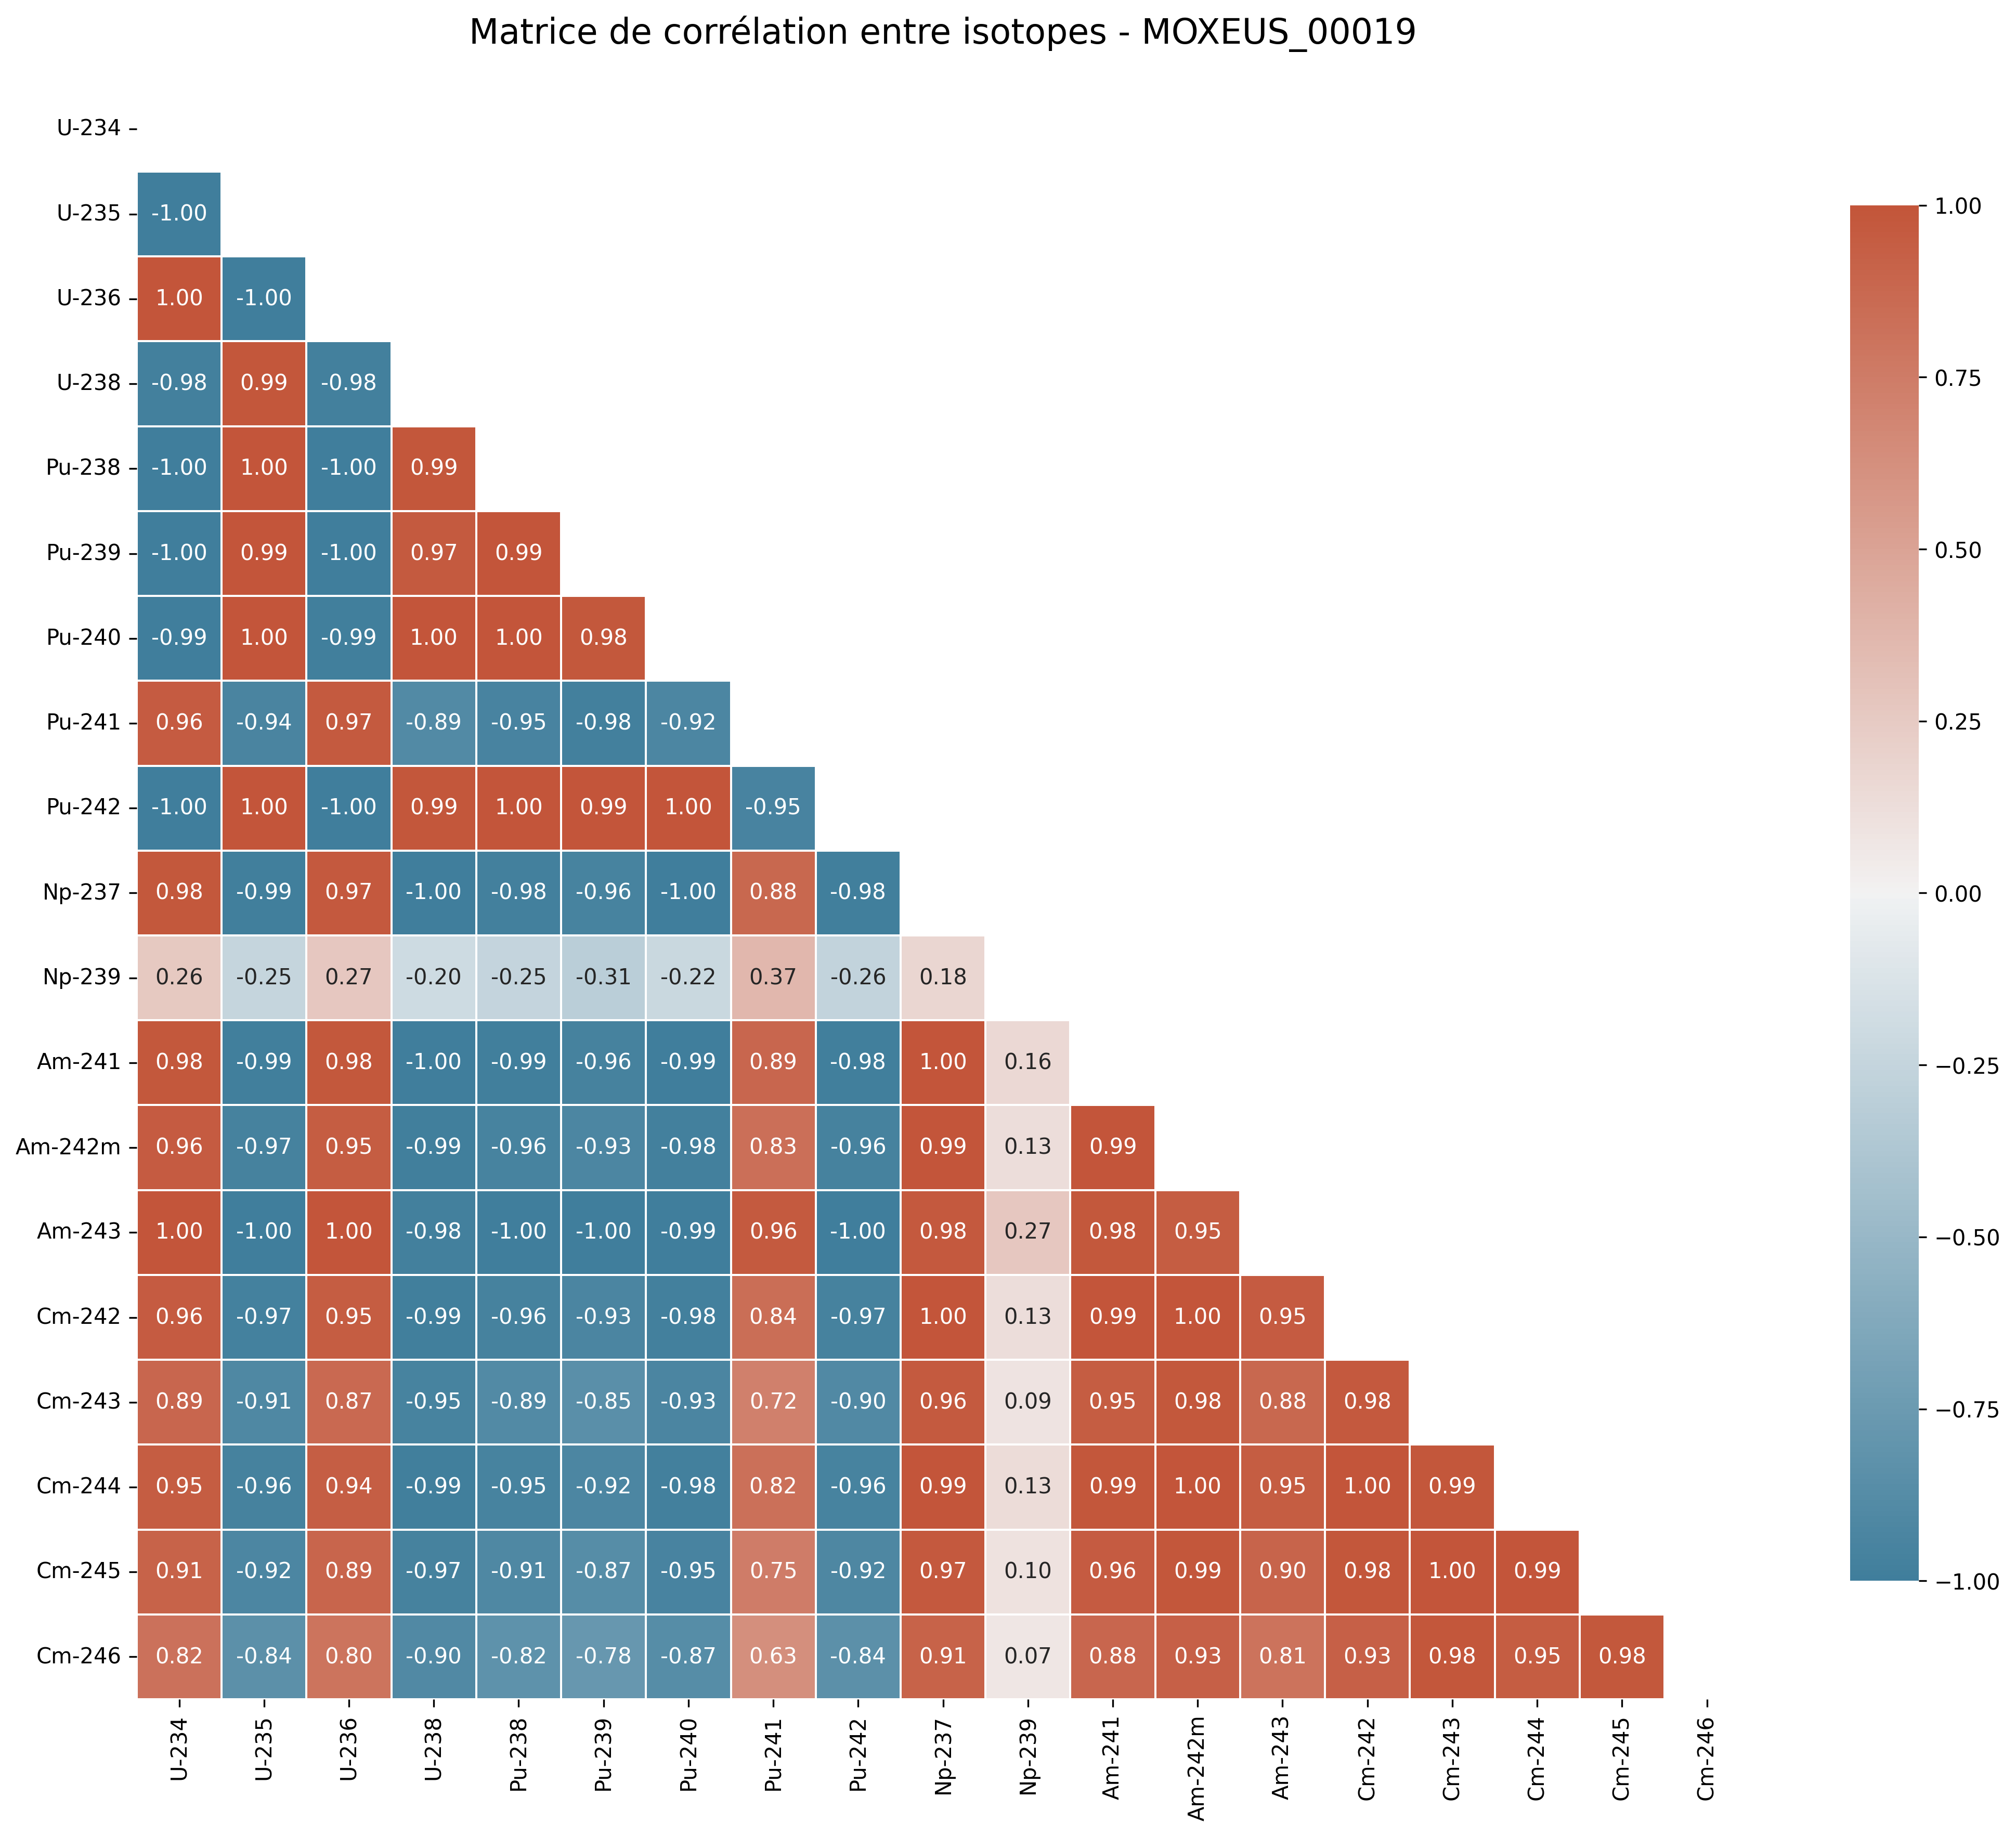 Matrice de corrélation entre isotopes - MOXEUS_00019
U-234
U-235 -1.00
U-236 1.00 -1.00
U-238 -0.98 0.99 -0.98
Pu-238 -1.00 1.00 -1.00 0.99
Pu-239 -1.00 0.99 -1.00 0.97 0.99
Pu-240 -0.99 1.00 -0.99 1.00 1.00 0.98
Pu-241 0.96 -0.94 0.97 -0.89 -0.95 -0.98 -0.92
Pu-242 -1.00 1.00 -1.00 0.99 1.00 0.99 1.00 -0.95
Np-237 0.98 -0.99 0.97 -1.00 -0.98 -0.96 -1.00 0.88 -0.98
Np-239 0.26 -0.25 0.27 -0.20 -0.25 -0.31 -0.22 0.37 -0.26 0.18
Am-241 0.98 -0.99 0.98 -1.00 -0.99 -0.96 -0.99 0.89 -0.98 1.00 0.16
Am-242m 0.96 -0.97 0.95 -0.99 -0.96 -0.93 -0.98 0.83 -0.96 0.99 0.13 0.99
Am-243 1.00 -1.00 1.00 -0.98 -1.00 -1.00 -0.99 0.96 -1.00 0.98 0.27 0.98 0.95
Cm-242 0.96 -0.97 0.95 -0.99 -0.96 -0.93 -0.98 0.84 -0.97 1.00 0.13 0.99 1.00 0.95
Cm-243 0.89 -0.91 0.87 -0.95 -0.89 -0.85 -0.93 0.72 -0.90 0.96 0.09 0.95 0.98 0.88 0.98
Cm-244 0.95 -0.96 0.94 -0.99 -0.95 -0.92 -0.98 0.82 -0.96 0.99 0.13 0.99 1.00 0.95 1.00 0.99
Cm-245 0.91 -0.92 0.89 -0.97 -0.91 -0.87 -0.95 0.75 -0.92 0.97 0.10 0.96 0.99 0.90 0.98 1.00 0.99
Cm-246 0.82 -0.84 0.80 -0.90 -0.82 -0.78 -0.87 0.63 -0.84 0.91 0.07 0.88 0.93 0.81 0.93 0.98 0.95 0.98
U-234 U-235 U-236 U-238 Pu-238 Pu-239 Pu-240 Pu-241 Pu-242 Np-237 Np-239 Am-241 Am-242m Am-243 Cm-242 Cm-243 Cm-244 Cm-245 Cm-246
1.00
0.75
0.50
0.25
0.00
−0.25
−0.50
−0.75
−1.00